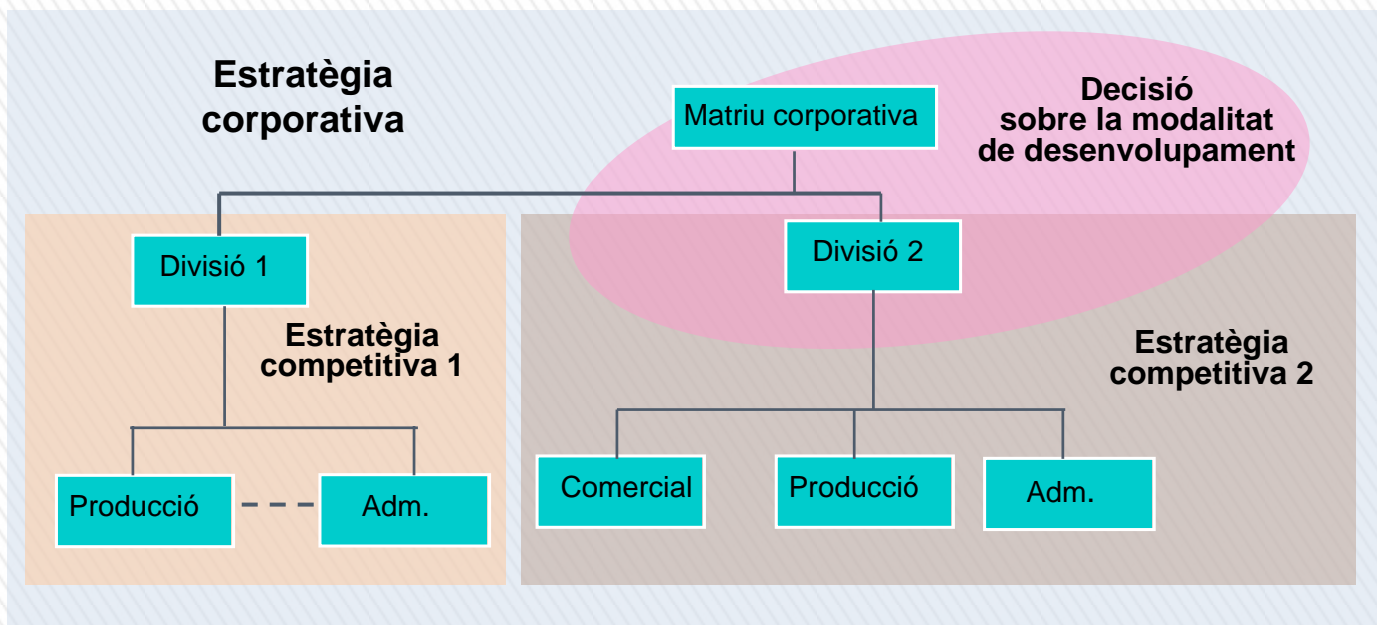 Estratègia
corporativa
Matriu corporativa
Decisió
sobre la modalitat
de desenvolupament
Divisió 1
Divisió 2
Estratègia
competitiva 1
Estratègia
competitiva 2
Producció
Adm.
Comercial
Producció
Adm.